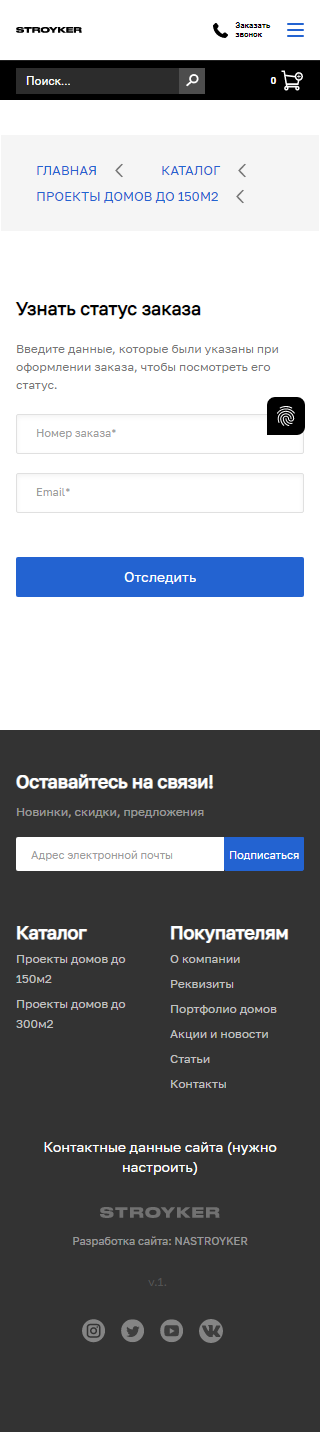 STROYKER
Заказать
звонок
Поиск...
0
ГЛАВНАЯ
КАТАЛОГ
ПРОЕКТЫ ДОМОВ ДО 150М2
Узнать статус заказа
Введите данные, которые были указаны при
оформлении заказа, чтобы посмотреть его
статус.
Номер заказа*
Email*
Отследить
Оставайтесь на связи!
Новинки, скидки, предложения
Адрес электронной почты
Подписаться
Каталог
Проекты домов до
150м2
Проекты домов до
300м2
Покупателям
О компании
Реквизиты
Портфолио домов
Акции и новости
Статьи
Контакты
Контактные данные сайта (нужно
настроить)
STROYKER
Разработка сайта: NASTROYKER
v.1.